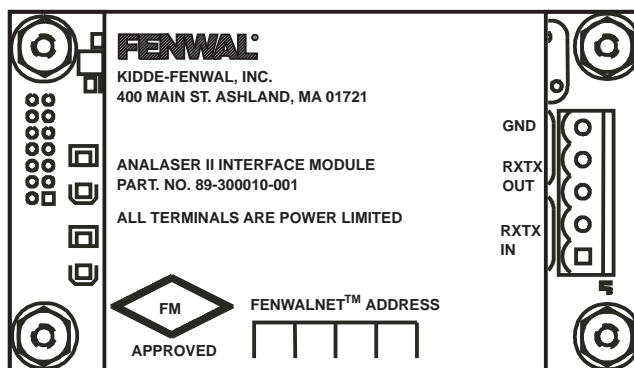 FENWAL®
KIDDE-FENWAL, INC.
400 MAIN ST. ASHLAND, MA 01721
ANALASER II INTERFACE MODULE
PART. NO. 89-300010-001
ALL TERMINALS ARE POWER LIMITED
FM
APPROVED
FENWALNET™ ADDRESS
GND
RXTX
OUT
RXTX
IN